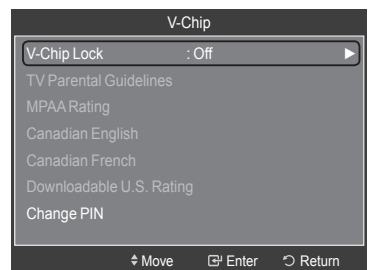 V-Chip
V-Chip Lock : Off
TV Parental Guidelines
MPAA Rating
Canadian English
Canadian French
Downloadable U.S. Rating
Change PIN
Move Enter Return